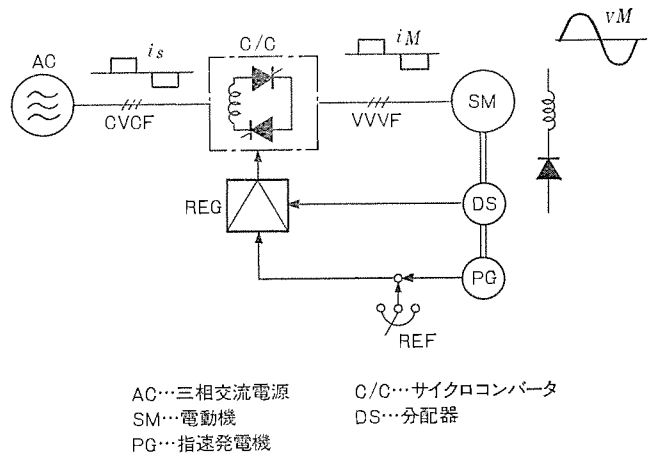 vM
AC
is
C/C
iM
SM
CVCF
VVVF
REG
DS
PG
REF
AC…三相交流電源
C/C…サイクロコンバータ
SM…電動機
DS…分配器
PG…指速発電機